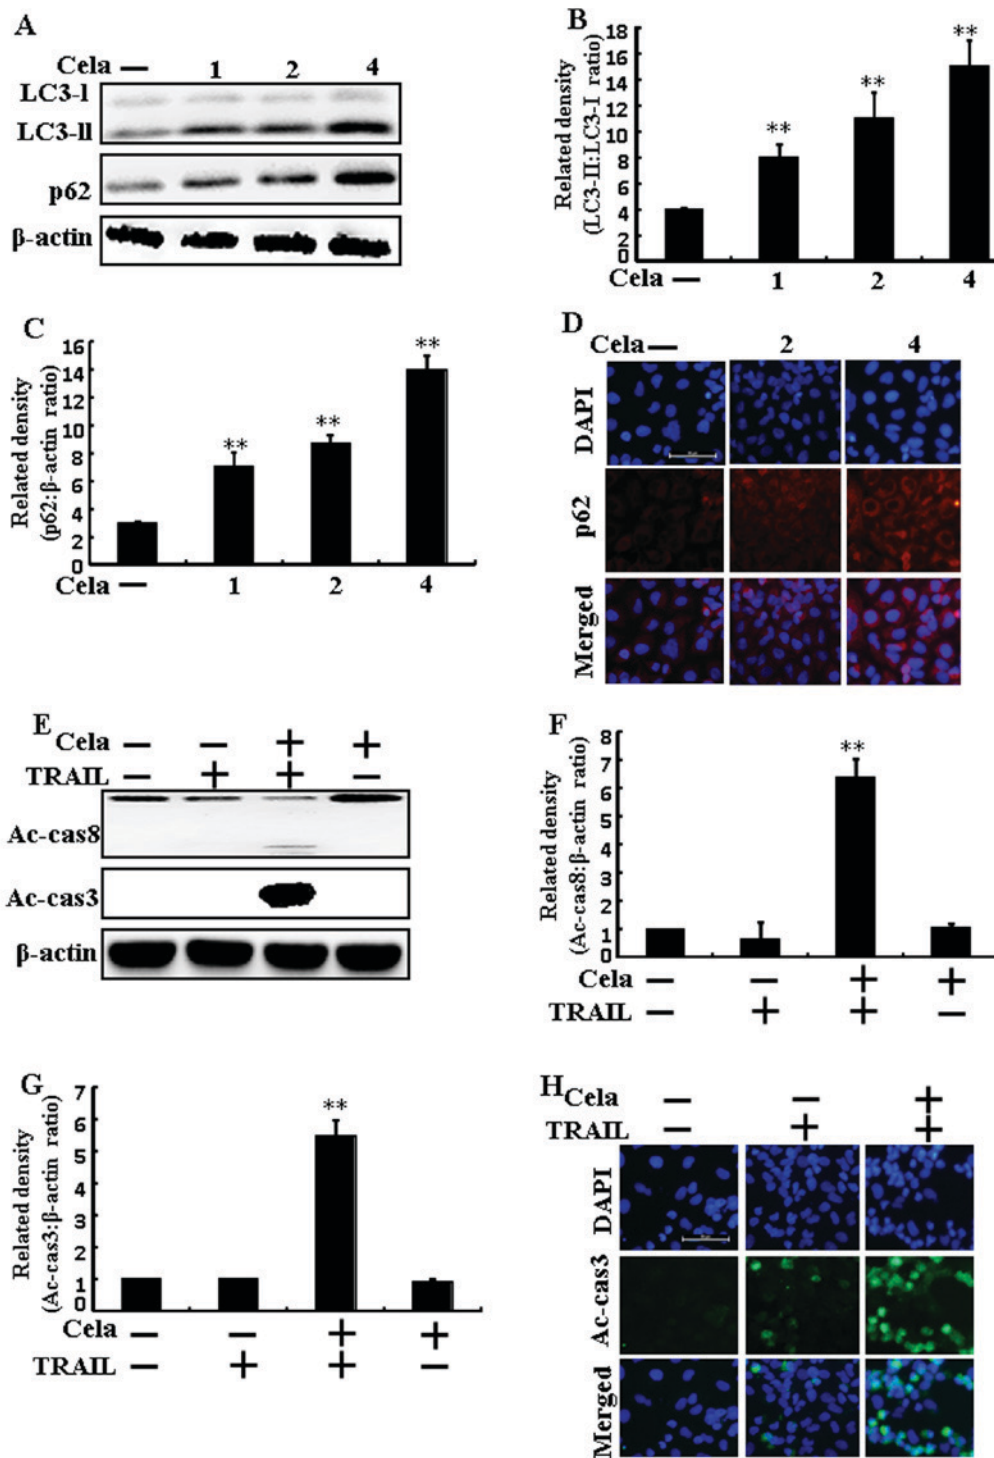 A
Cela — 1 2 4
LC3-I
LC3-II
p62
β-actin
B
Related density
(LC3-II:LC3-I ratio)
18
16
14
12
10
8
6
4
2
0
** ** **
Cela — 1 2 4
C
Related density
(p62:β-actin ratio)
16
14
12
10
8
6
4
2
0
** ** **
Cela — 1 2 4
D
Cela — 2 4
DAPI
p62
Merged
E
Cela — — + +
TRAIL — + + —
Ac-cas8
Ac-cas3
β-actin
F
Related density
(Ac-cas8:β-actin ratio)
8
7
6
5
4
3
2
1
0
**
Cela — — + +
TRAIL — + + —
G
Related density
(Ac-cas3:β-actin ratio)
7
6
5
4
3
2
1
0
**
Cela — — + +
TRAIL — + + —
H
Cela — — +
TRAIL — + +
DAPI
Ac-cas3
Merged